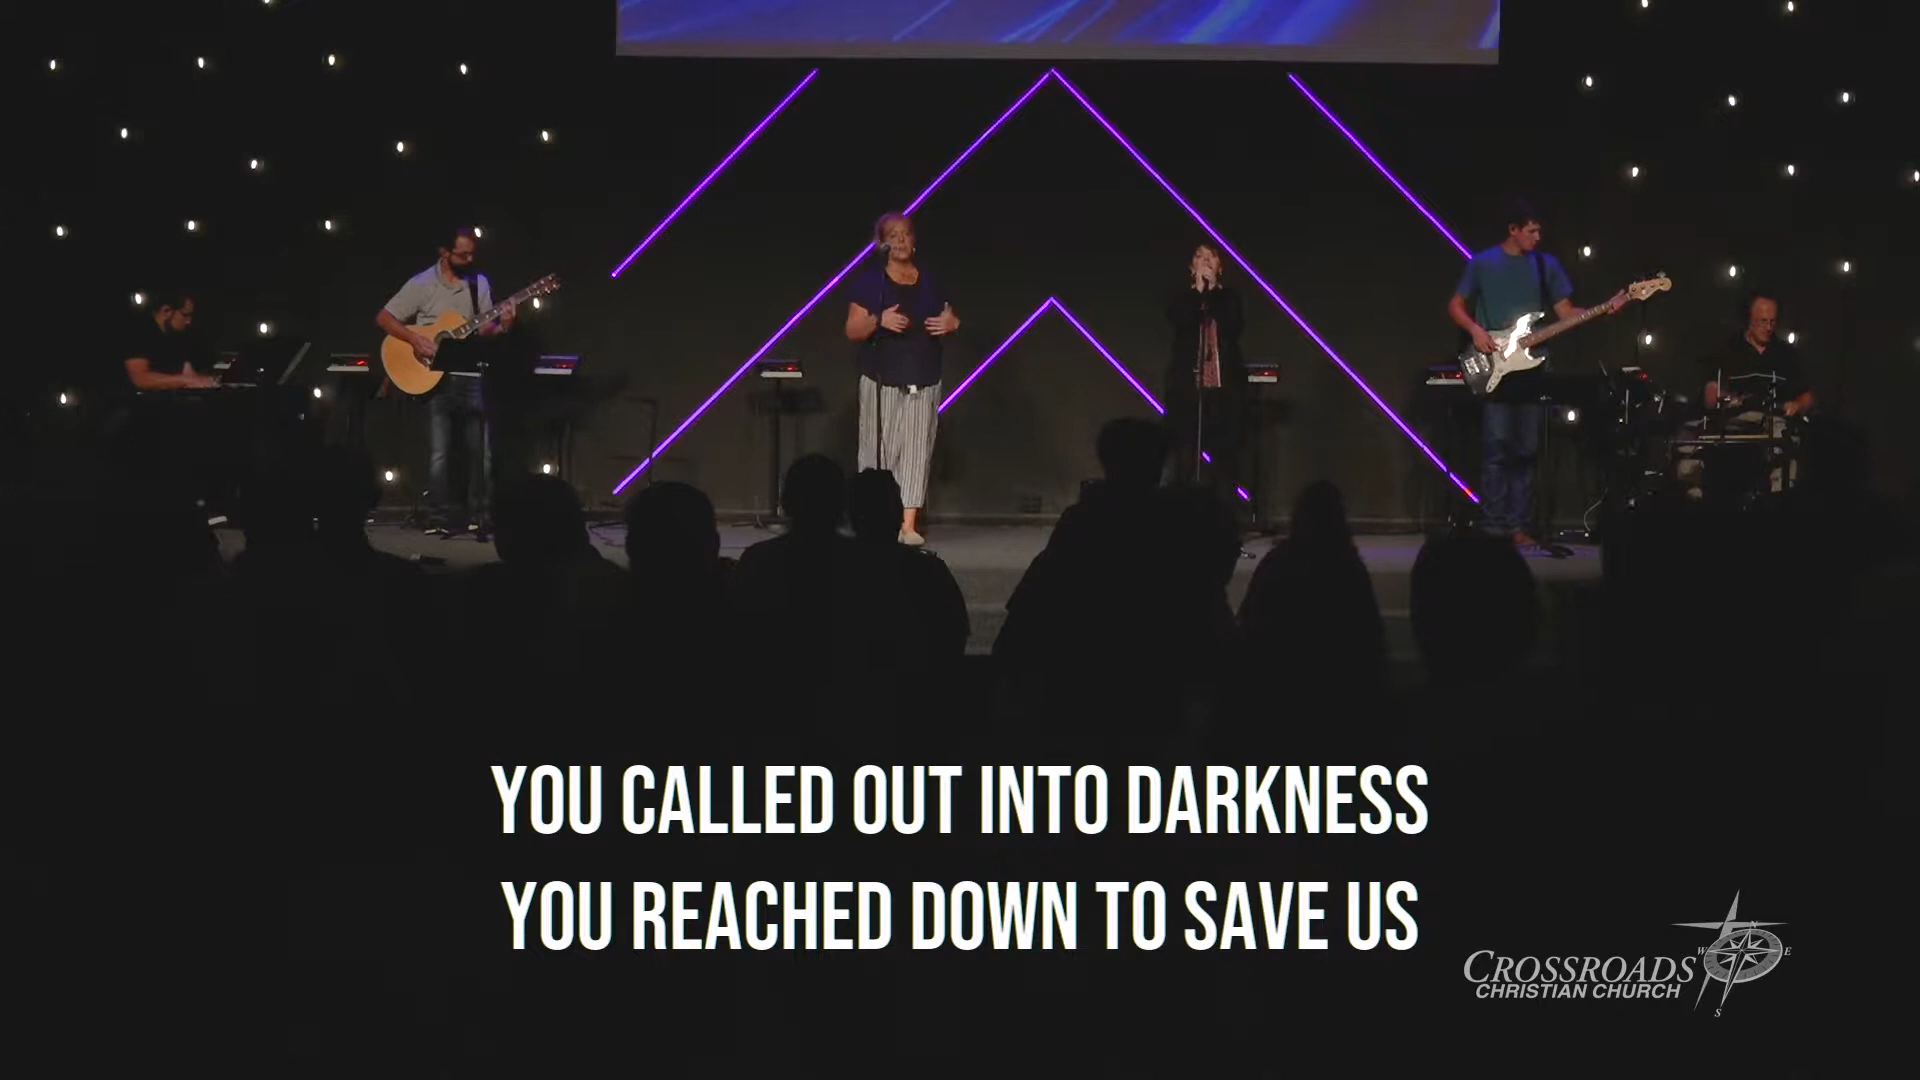 YOU CALLED OUT INTO DARKNESS
YOU REACHED DOWN TO SAVE US
CROSSROADS
CHRISTIAN CHURCH
N
W
E
S